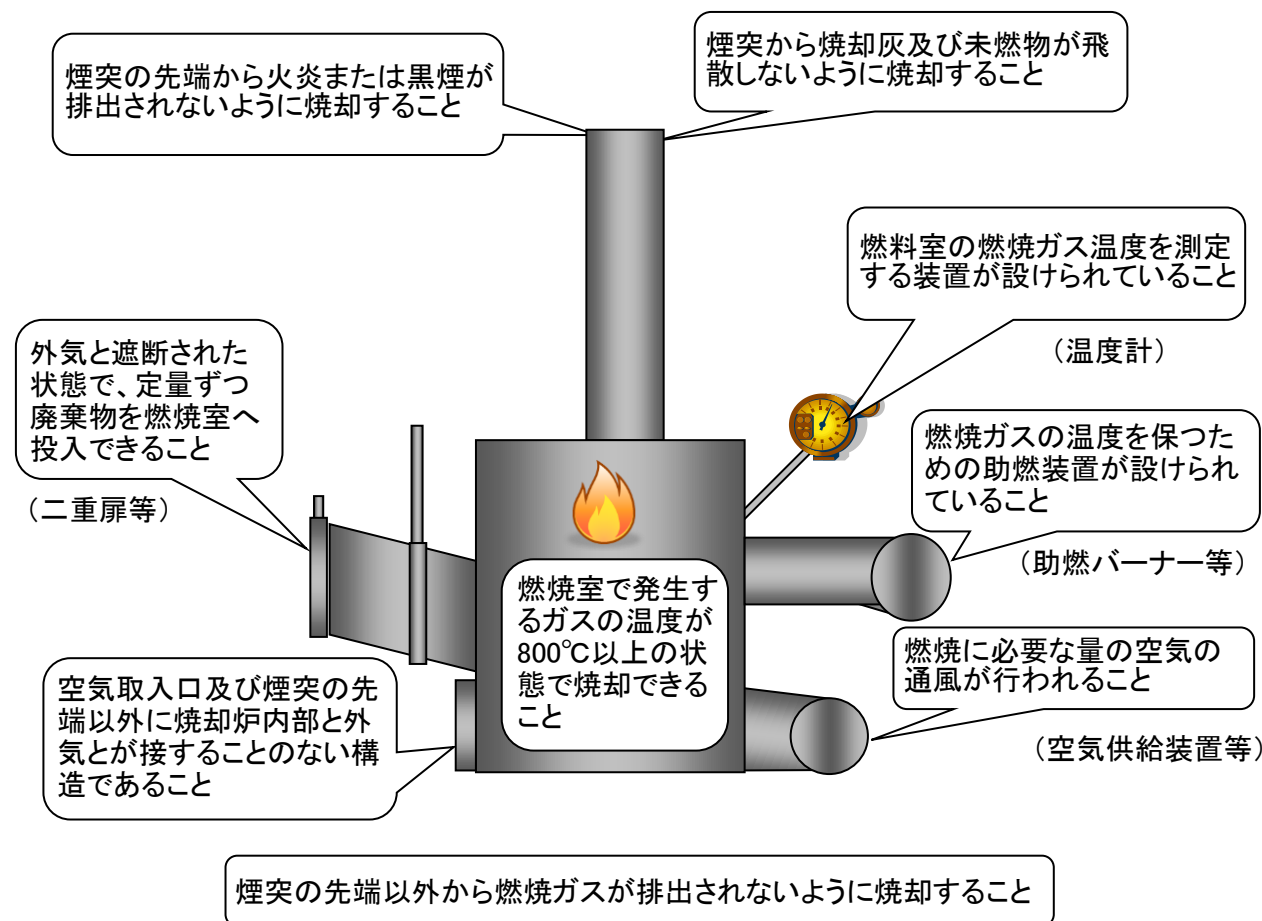 煙突の先端から火炎または黒煙が
排出されないように焼却すること
煙突から焼却灰及び未燃物が飛
散しないように焼却すること
燃料室の燃焼ガス温度を測定
する装置が設けられていること
(温度計)
外気と遮断された
状態で、定量ずつ
廃棄物を燃焼室へ
投入できること
(二重扉等)
燃焼ガスの温度を保つた
めの助燃装置が設けられ
ていること
(助燃バーナー等)
燃焼室で発生す
るガスの温度が
800℃以上の状
態で焼却できる
こと
燃焼に必要な量の空気の
通風が行われること
(空気供給装置等)
空気取入口及び煙突の先
端以外に焼却炉内部と外
気とが接することのない構
造であること
煙突の先端以外から燃焼ガスが排出されないように焼却すること